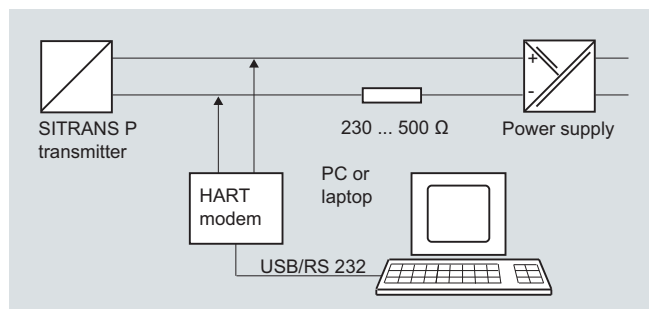 +
-
SITRANS P
transmitter
230 ... 500 Ω
Power supply
PC or
laptop
HART
modem
USB/RS 232